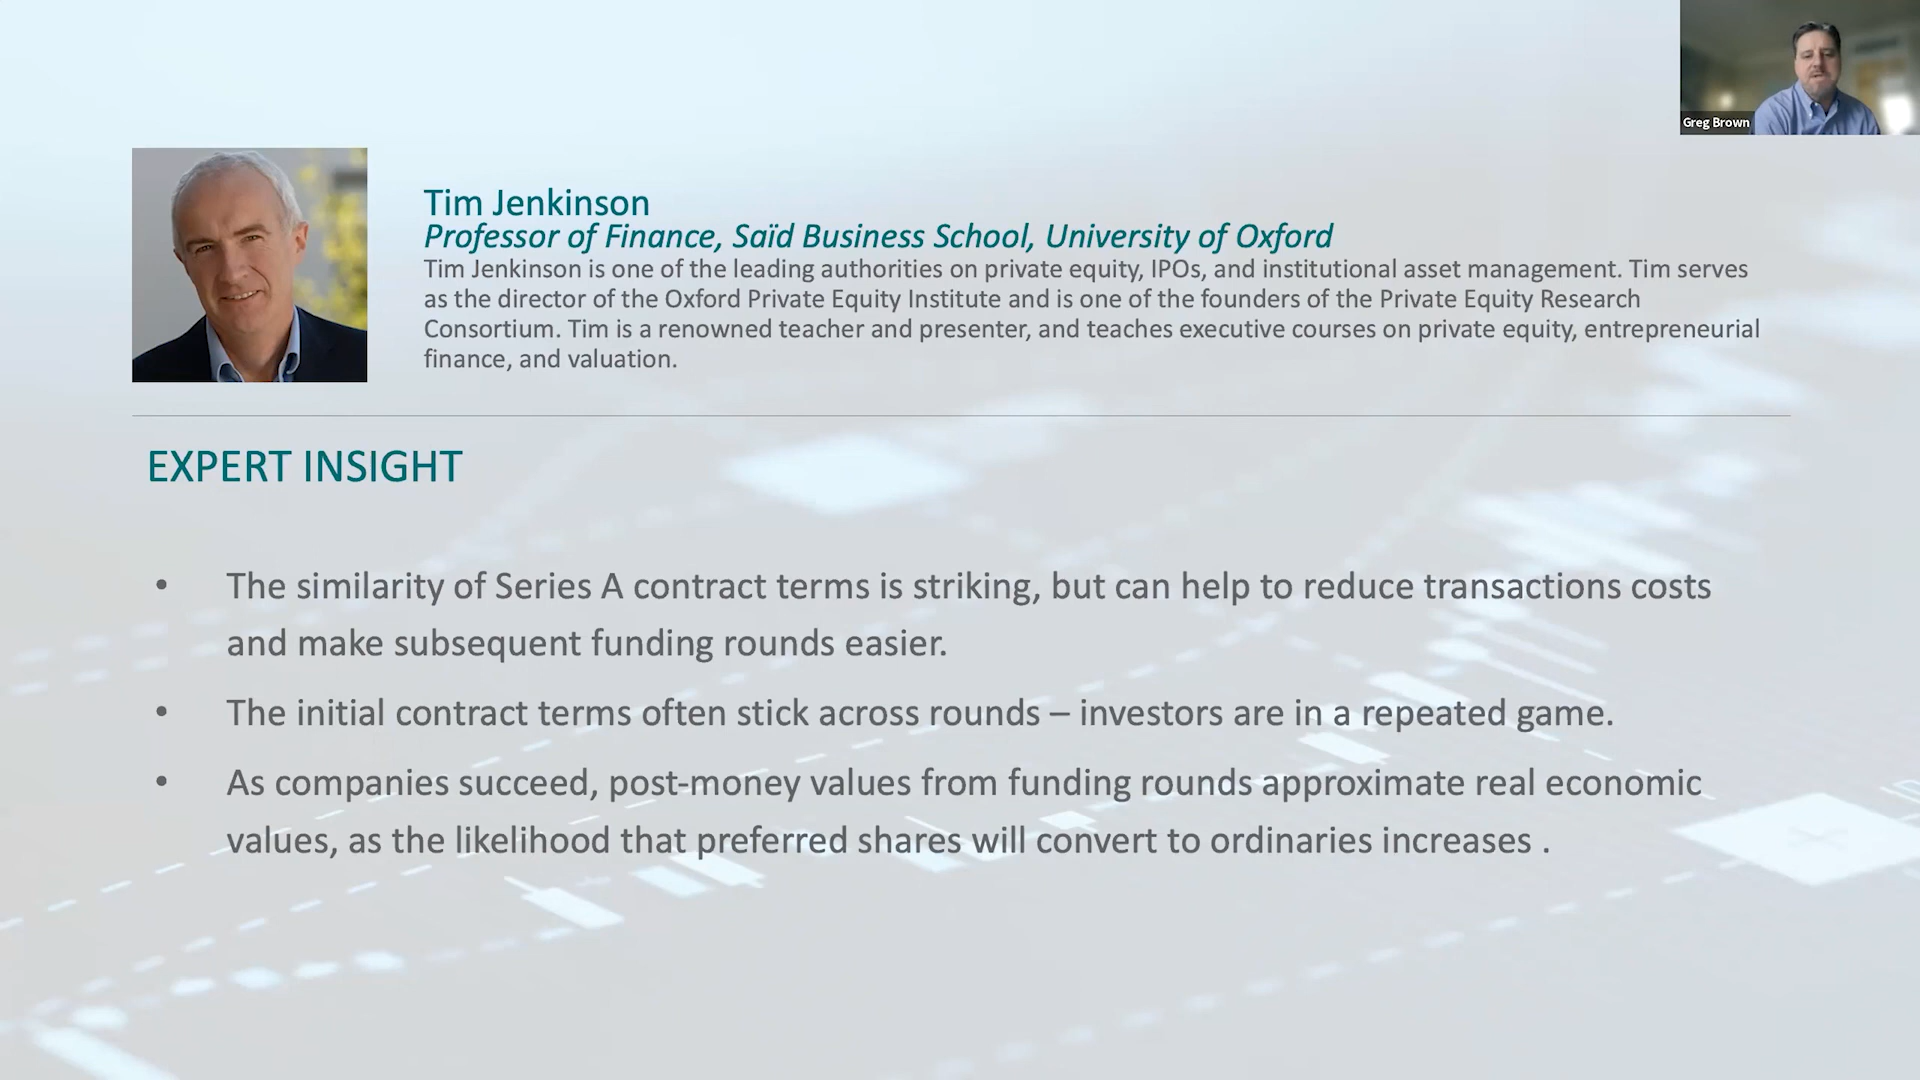 Greg Brown
Tim Jenkinson
Professor of Finance, Saïd Business School, University of Oxford
Tim Jenkinson is one of the leading authorities on private equity, IPOs, and institutional asset management. Tim serves
as the director of the Oxford Private Equity Institute and is one of the founders of the Private Equity Research
Consortium. Tim is a renowned teacher and presenter, and teaches executive courses on private equity, entrepreneurial
finance, and valuation.
EXPERT INSIGHT
• The similarity of Series A contract terms is striking, but can help to reduce transactions costs
and make subsequent funding rounds easier.
• The initial contract terms often stick across rounds – investors are in a repeated game.
• As companies succeed, post-money values from funding rounds approximate real economic
values, as the likelihood that preferred shares will convert to ordinaries increases .